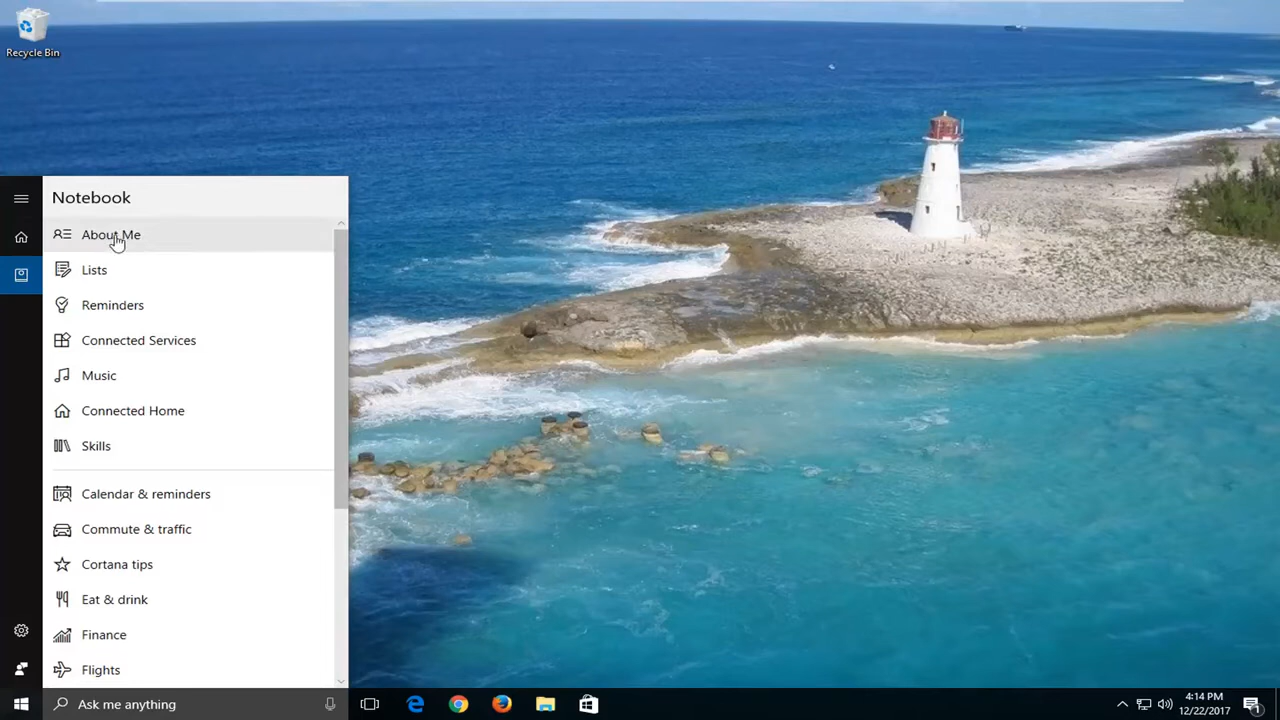 Recycle Bin
Notebook
About Me
Lists
Reminders
Connected Services
Music
Connected Home
Skills
Calendar & reminders
Commute & traffic
Cortana tips
Eat & drink
Finance
Flights
Ask me anything
4:14 PM
12/22/2017
1